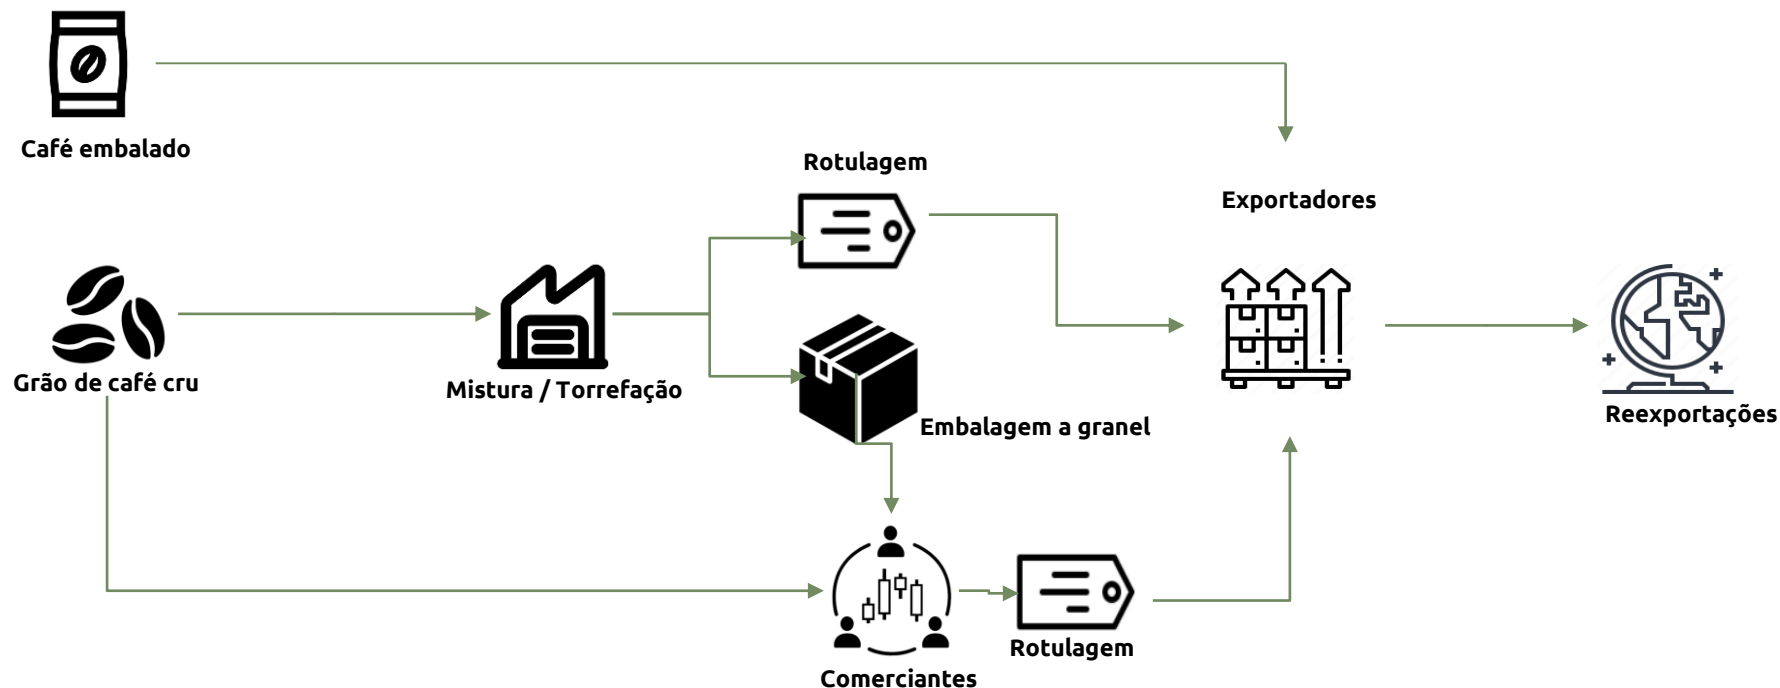 Café embalado
Rotulagem
Exportadores
Grão de café cru
Mistura / Torrefação
Embalagem a granel
Reexportações
Rotulagem
Comerciantes